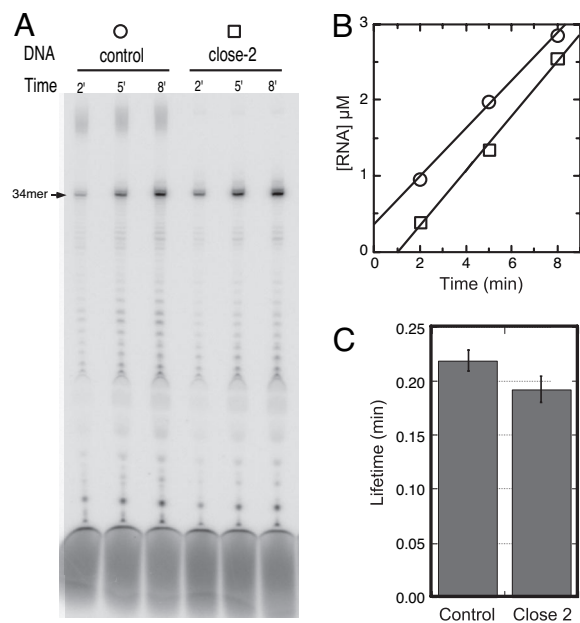 A
DNA
control
close-2
Time
2'
5'
8'
2'
5'
8'
34mer
B
3
2
1
0
[RNA] µM
0
2
4
6
8
Time (min)
C
0.25
0.20
0.15
0.10
0.05
0.00
Lifetime (min)
Control
Close 2